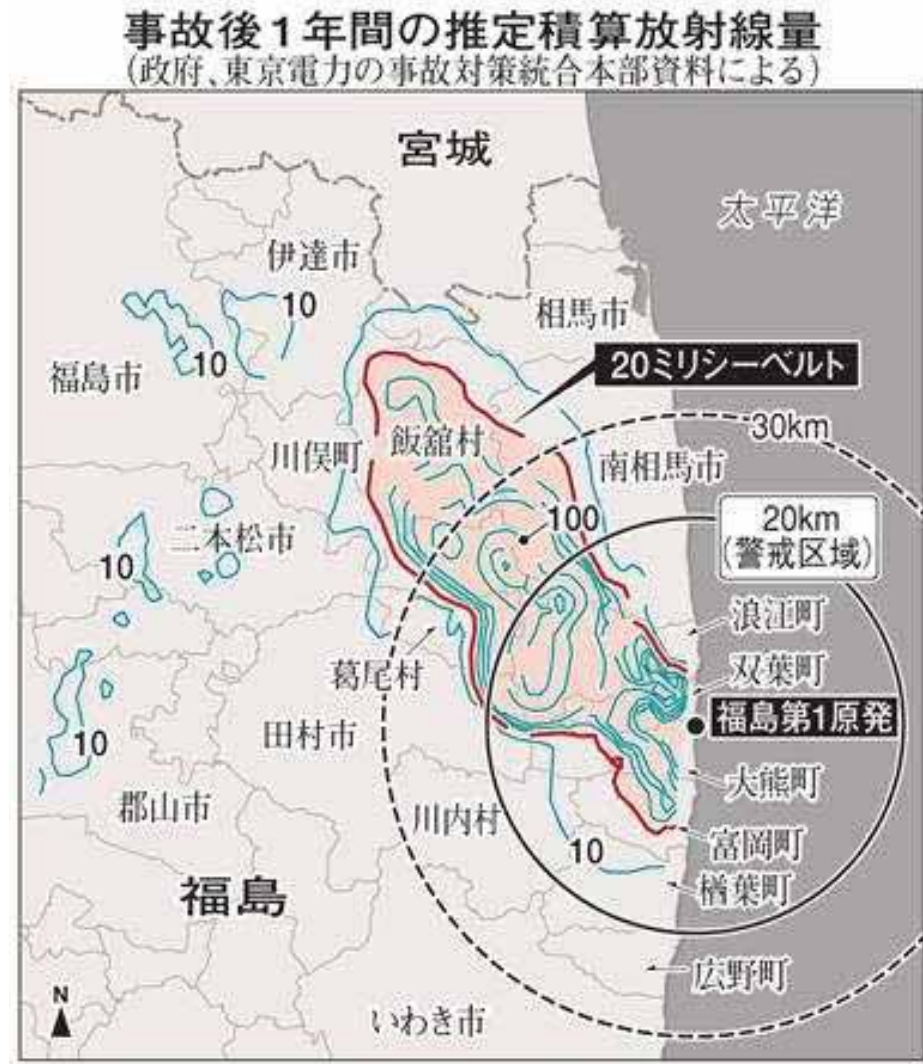 事故後1年間の推定積算放射線量
(政府、東京電力の事故対策統合本部資料による)
宮城
太平洋
伊達市
10
相馬市
10
20ミリシーベルト
福島市
30km
川俣町
飯舘村
南相馬市
100
20km
(警戒区域)
二本松市
10
浪江町
葛尾村
双葉町
福島第1原発
田村市
10
大熊町
郡山市
川内村
10
富岡町
福島
楢葉町
広野町
N
いわき市